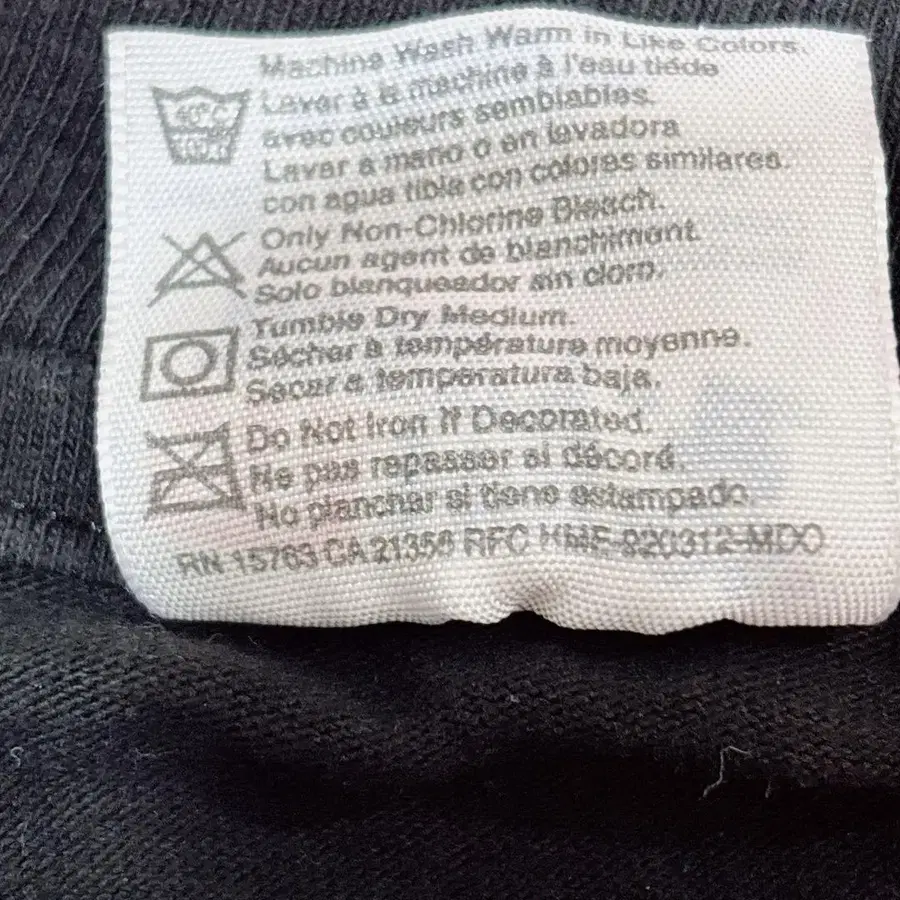 Machine Wash Warm in Like Colors.
Laver à la machine à l'eau tiède
avec couleurs semblables.
Lavar a mano o en lavadora
con agua tibia con colores similares.
40°C
Only Non-Chlorine Bleach.
Aucun agent de blanchiment.
Solo blanqueador sin cloro.
Tumble Dry Medium.
Sécher à température moyenne.
Secar a temperatura baja.
Do Not Iron If Decorated.
Ne pas repasser si décoré.
No planchar si tiene estampado.
RN 15763 CA 21356 RFC HME-920312-MDO